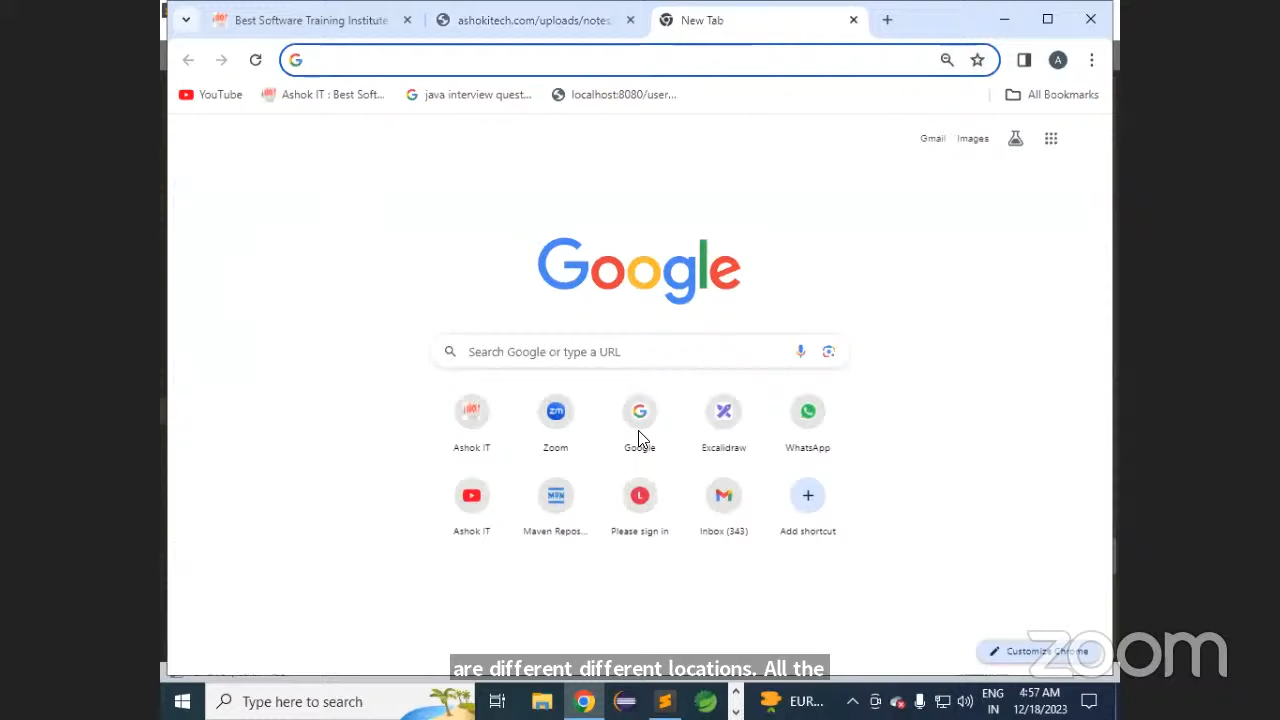 Best Software Training Institute
ashokitech.com/uploads/notes
New Tab
A
YouTube
Ashok IT : Best Soft...
java interview quest...
localhost:8080/user...
All Bookmarks
Gmail
Images
Google
Search Google or type a URL
zm
Ashok IT
Zoom
Google
Excalidraw
WhatsApp
MVN
L
Ashok IT
Maven Repos...
Please sign in
Inbox (343)
Add shortcut
Customize Chrome
zoom
are different different locations. All the
Type here to search
EUR...
ENG
IN
4:57 AM
12/18/2023